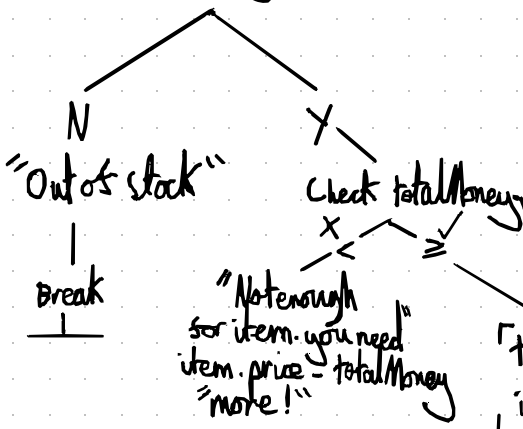 N Y
"Out of stock"
Check totalMoney
X < ≥ ✓
Break
"Not enough
for item. you need"
item.price - totalMoney
"more!"